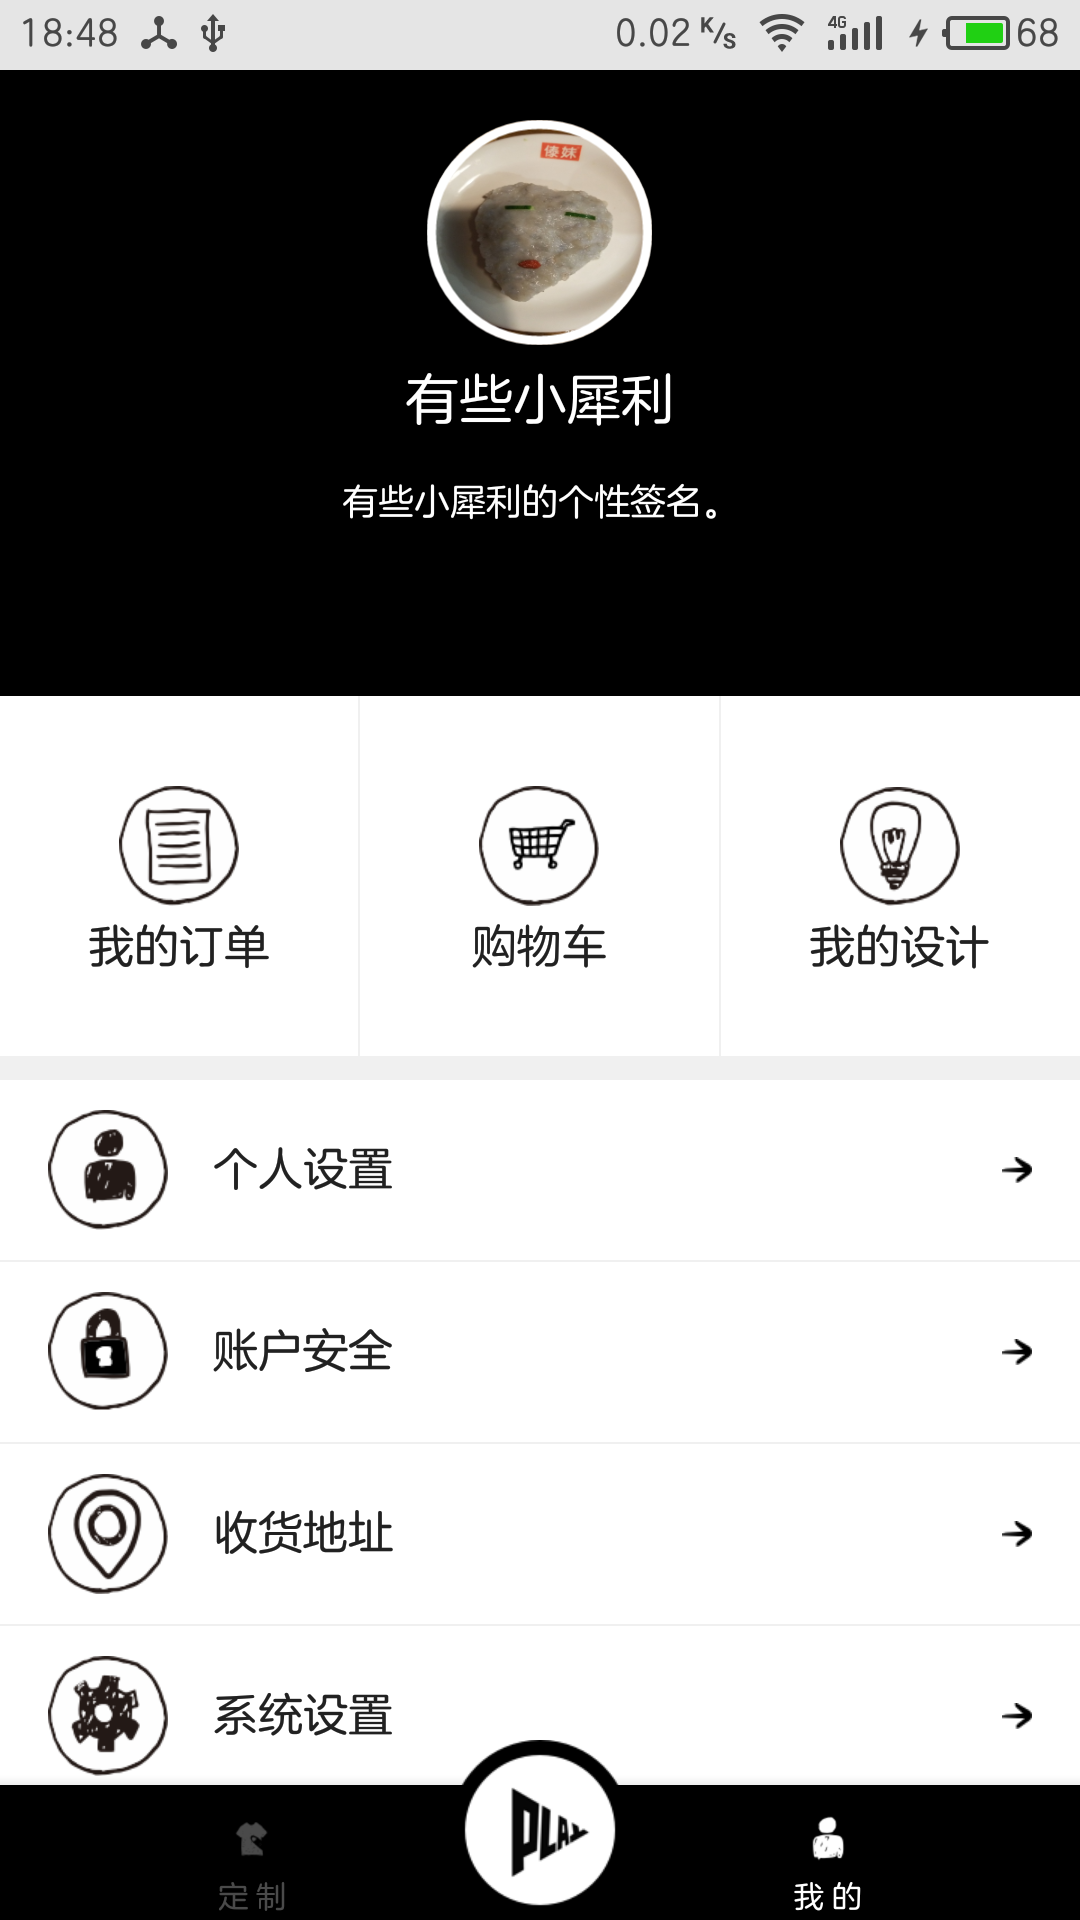 18:48 0.02 K/s 4G 68
傣妹
有些小犀利
有些小犀利的个性签名。
我的订单 购物车 我的设计
个人设置
账户安全
收货地址
系统设置
PLAY
定制 我的